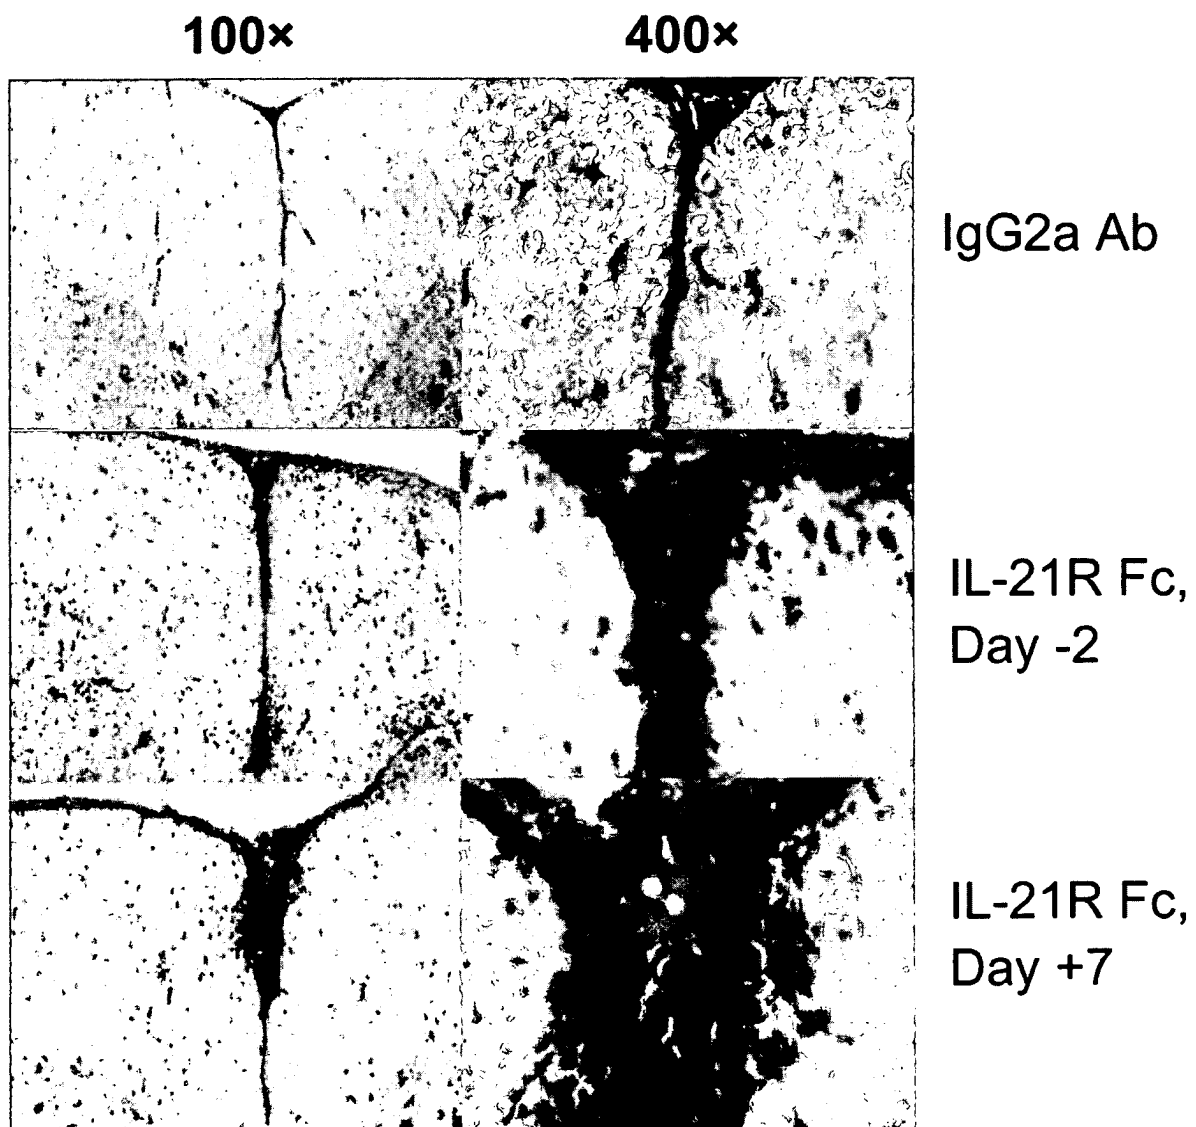 100×
400×
IgG2a Ab
IL-21R Fc,
Day -2
IL-21R Fc,
Day +7